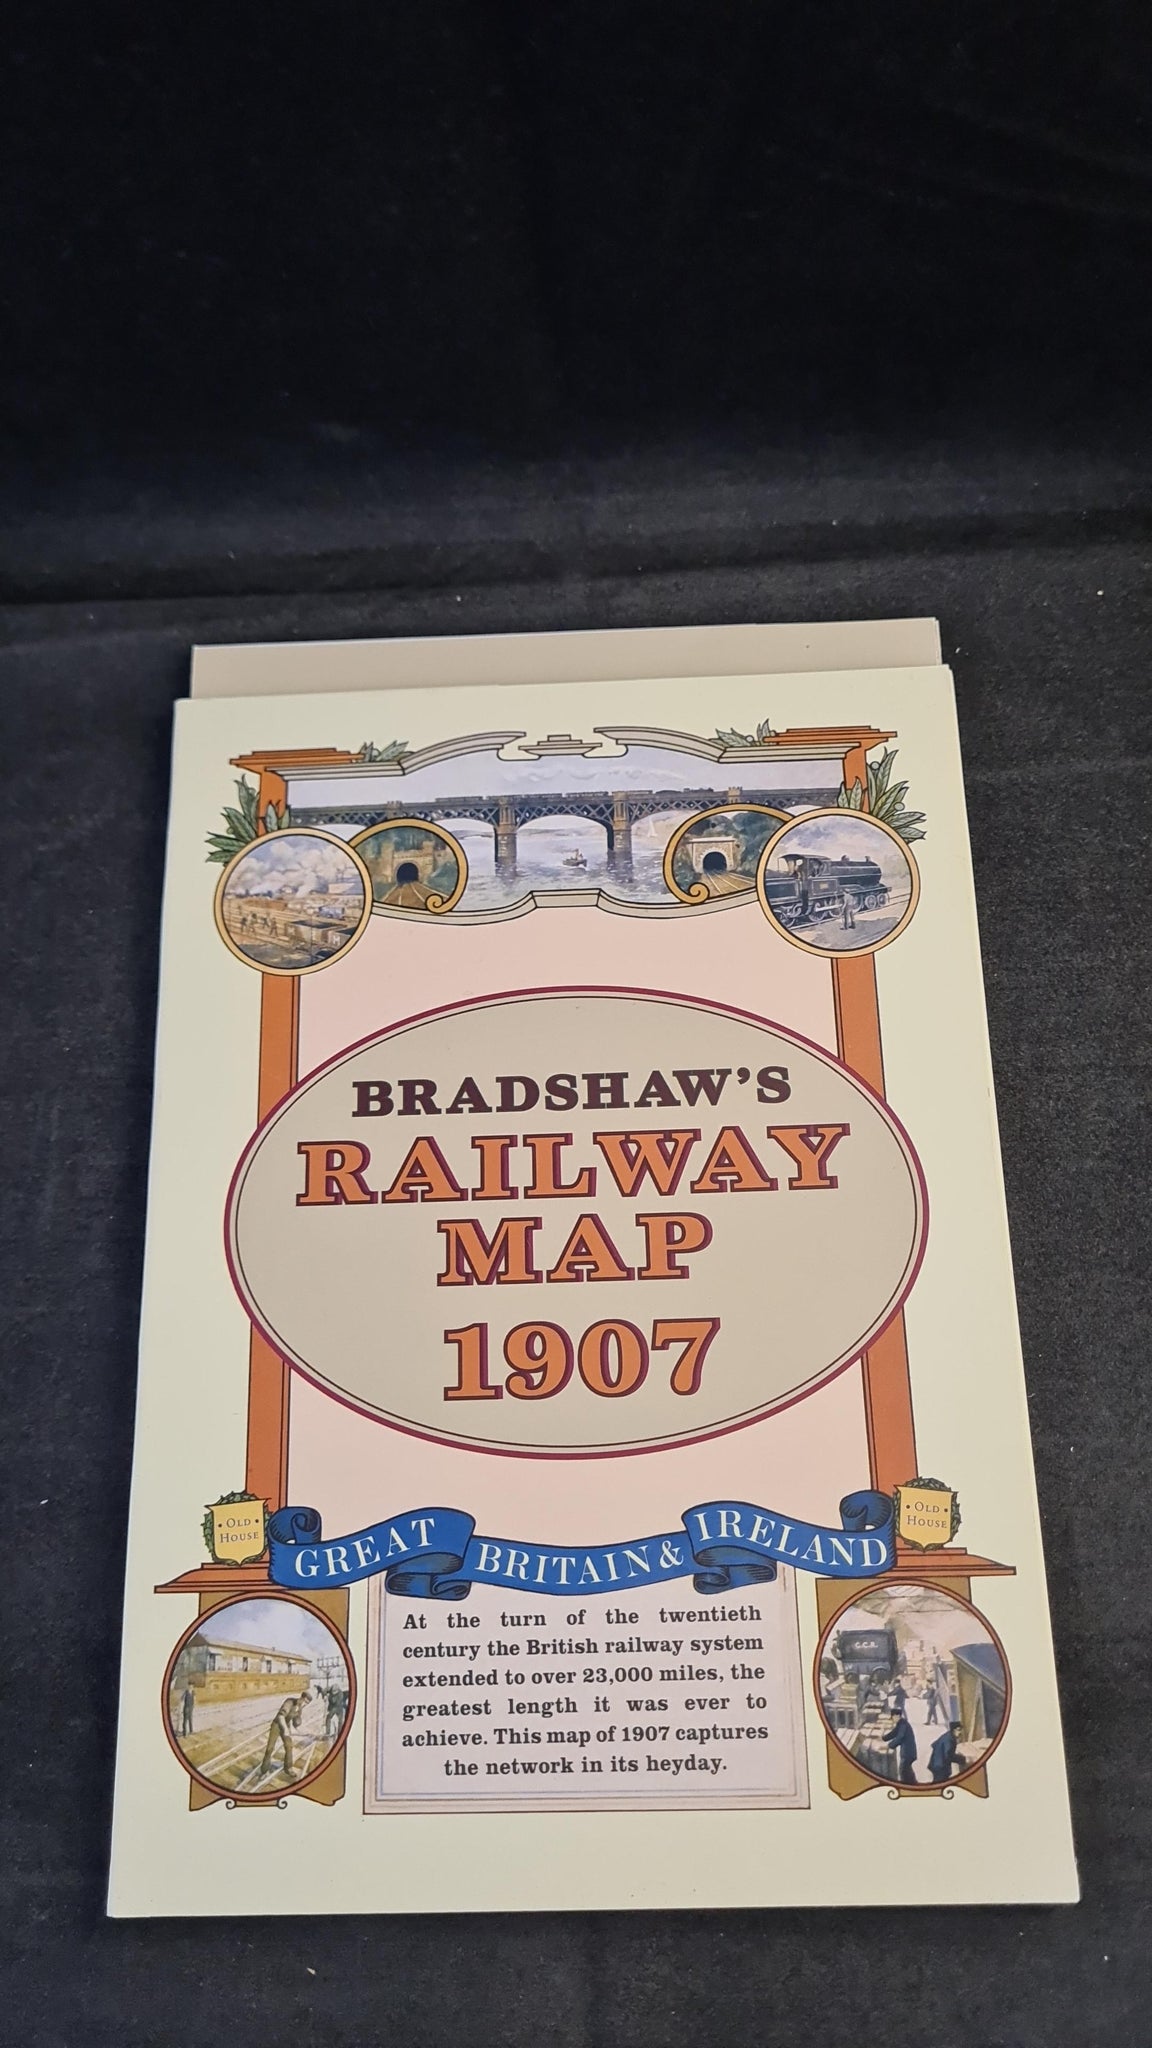 BRADSHAW'S
RAILWAY
MAP
1907
• OLD •
HOUSE
GREAT BRITAIN & IRELAND
• OLD •
HOUSE
At the turn of the twentieth
century the British railway system
extended to over 23,000 miles, the
greatest length it was ever to
achieve. This map of 1907 captures
the network in its heyday.
G.C.R.